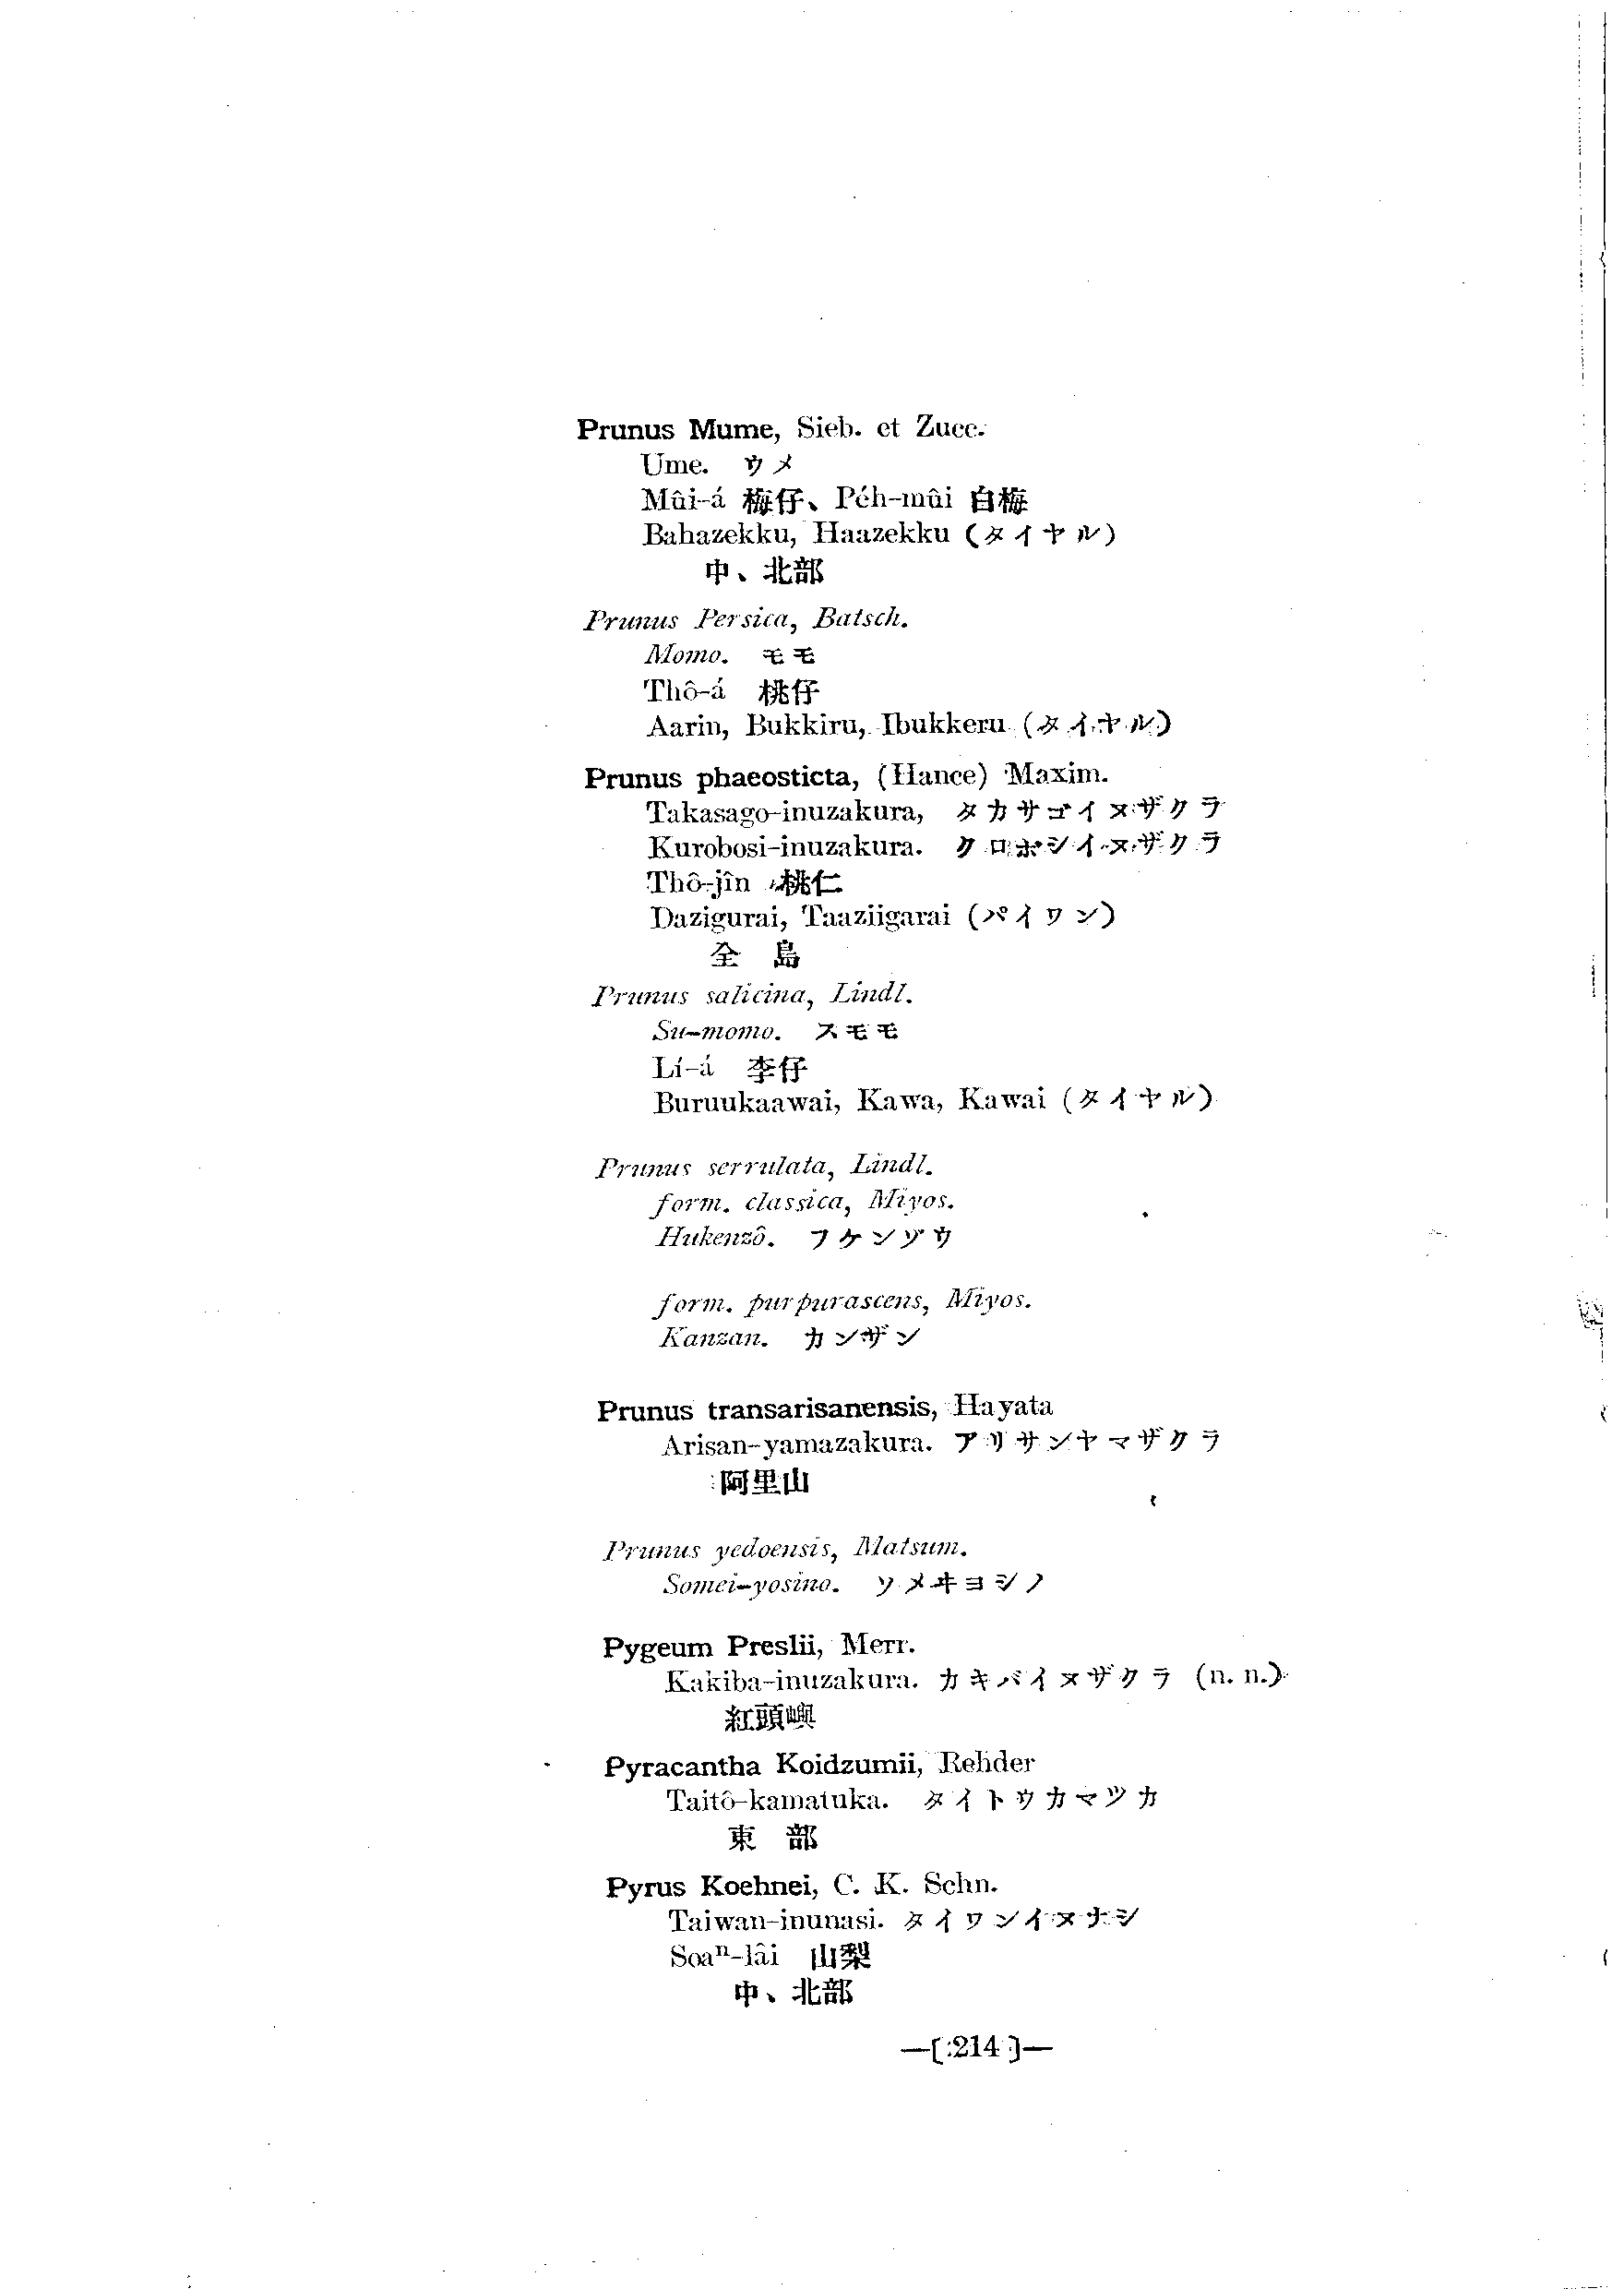 Prunus Mume, Sieb. et Zucc.
Ume. ウメ
Mûi-á 梅仔、Pėh-mûi 白梅
Bahazekku, Haazekku (タイヤル)
中、北部
Prunus Persica, Batsch.
Momo. モモ
Thô-á 桃仔
Aarin, Bukkiru, Ibukkeru (タイヤル)
Prunus phaeosticta, (Hance) Maxim.
Takasago-inuzakura, タカサゴイヌザクラ
Kurobosi-inuzakura. クロボシイヌザクラ
Thô-jîn 桃仁
Dazigurai, Taaziigarai (パイワン)
全島
Prunus salicina, Lindl.
Su-momo. スモモ
Lí-á 李仔
Buruukaawai, Kawa, Kawai (タイヤル)
Prunus serrulata, Lindl.
form. classica, Miyos.
Hukenzô. フケンゾウ
form. purpurascens, Miyos.
Kanzan. カンザン
Prunus transarisanensis, Hayata
Arisan-yamazakura. アリサンヤマザクラ
阿里山
Prunus yedoensis, Matsum.
Somei-yosino. ソメヰヨシノ
Pygeum Preslii, Merr.
Kakiba-inuzakura. カキバイヌザクラ (n. n.)
紅頭嶼
Pyracantha Koidzumii, Rehder
Taitô-kamatuka. タイトウカマツカ
東部
Pyrus Koehnei, C. K. Schn.
Taiwan-inunasi. タイワンイヌナシ
Soaⁿ-lâi 山梨
中、北部
—( 214 )—